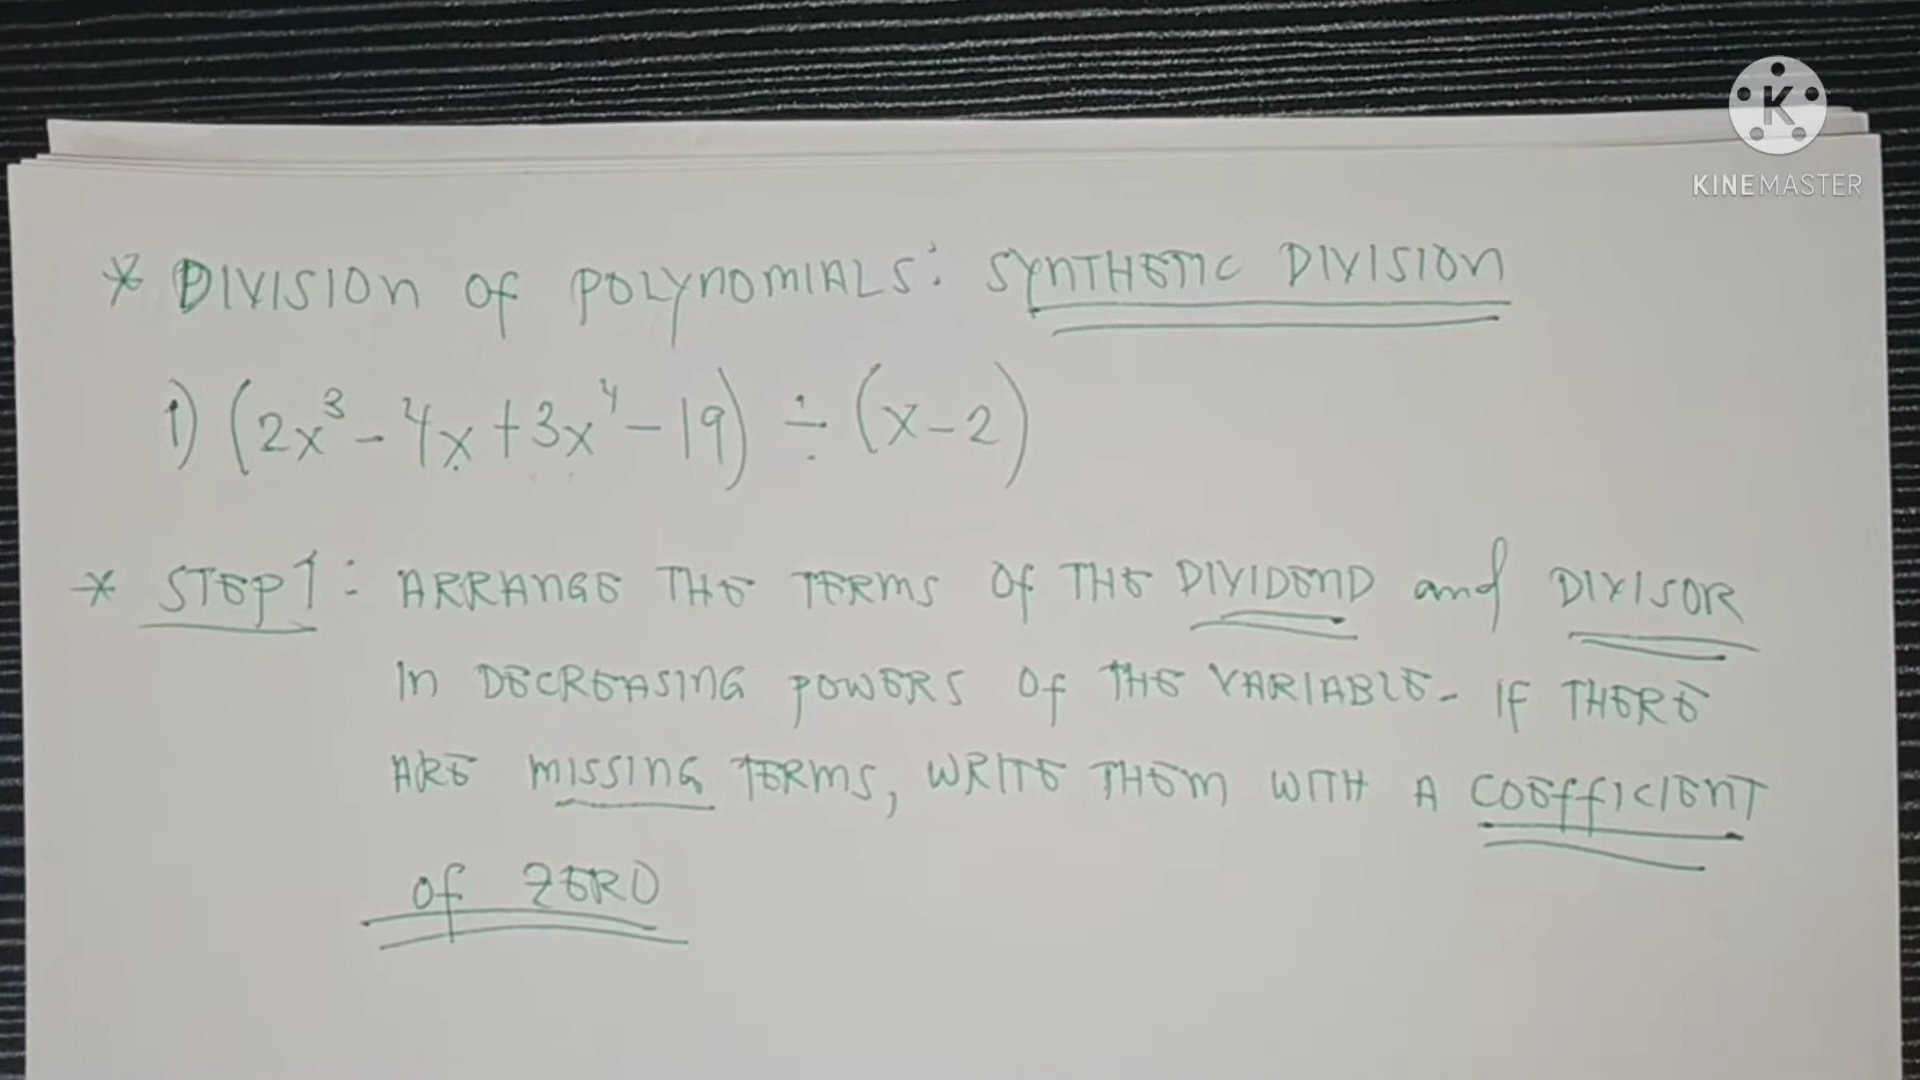 KINEMASTER
* DIVISION OF POLYNOMIALS: SYNTHETIC DIVISION
1) (2x³ - 4x + 3x⁴ - 19) ÷ (x - 2)
* STEP 1: ARRANGE THE TERMS OF THE DIVIDEND and DIVISOR
IN DECREASING POWERS OF THE VARIABLE. IF THERE
ARE MISSING TERMS, WRITE THEM WITH A COEFFICIENT
OF ZERO